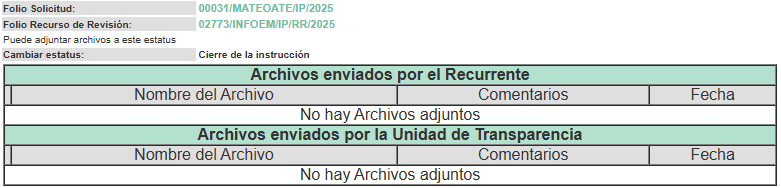 Folio Solicitud: 00031/MATEOATE/IP/2025
Folio Recurso de Revisión: 02773/INFOEM/IP/RR/2025
Puede adjuntar archivos a este estatus
Cambiar estatus: Cierre de la instrucción
Archivos enviados por el Recurrente
Nombre del Archivo Comentarios Fecha
No hay Archivos adjuntos
Archivos enviados por la Unidad de Transparencia
Nombre del Archivo Comentarios Fecha
No hay Archivos adjuntos